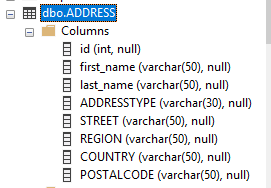 dbo.ADDRESS
Columns
id (int, null)
first_name (varchar(50), null)
last_name (varchar(50), null)
ADDRESSTYPE (varchar(30), null)
STREET (varchar(50), null)
REGION (varchar(50), null)
COUNTRY (varchar(50), null)
POSTALCODE (varchar(50), null)